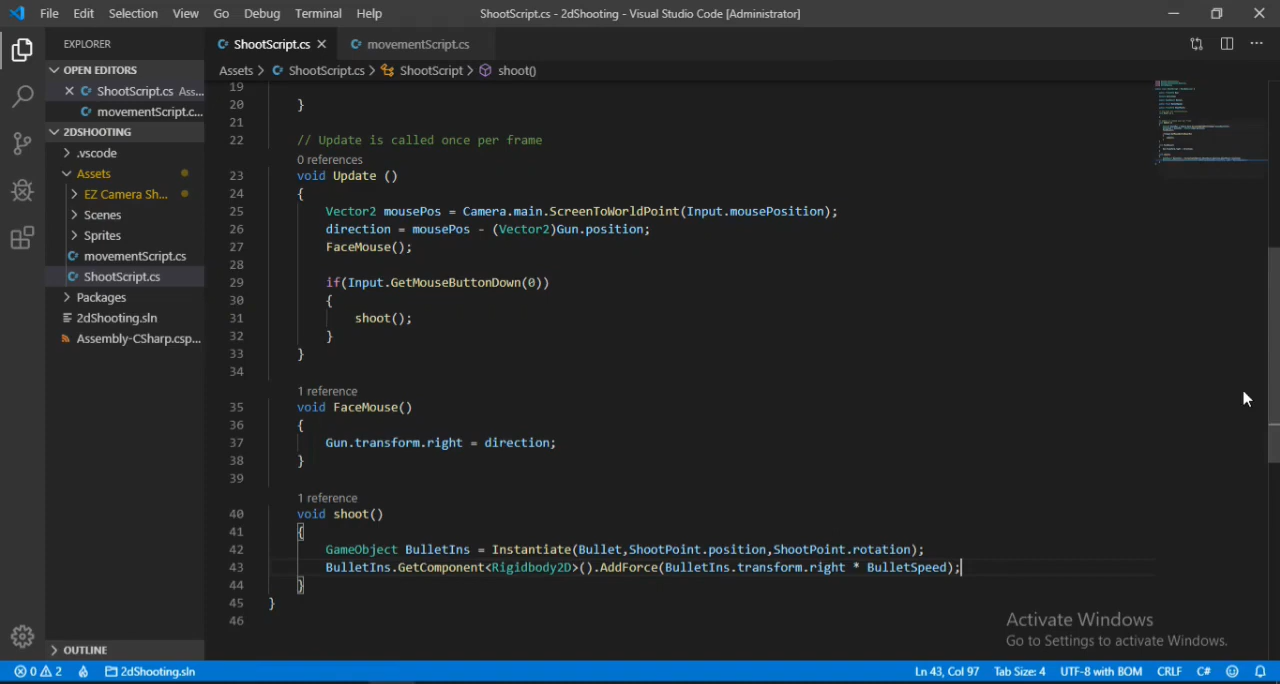 File Edit Selection View Go Debug Terminal Help ShootScript.cs - 2dShooting - Visual Studio Code [Administrator]
EXPLORER
OPEN EDITORS
ShootScript.cs Ass...
movementScript.c...
2DSHOOTING
.vscode
Assets
EZ Camera Sh...
Scenes
Sprites
movementScript.cs
ShootScript.cs
Packages
2dShooting.sln
Assembly-CSharp.csp...
OUTLINE
ShootScript.cs movementScript.cs
Assets > ShootScript.cs > ShootScript > shoot()
19
20 }
21
22 // Update is called once per frame
0 references
23 void Update ()
24 {
25 Vector2 mousePos = Camera.main.ScreenToWorldPoint(Input.mousePosition);
26 direction = mousePos - (Vector2)Gun.position;
27 FaceMouse();
28
29 if(Input.GetMouseButtonDown(0))
30 {
31 shoot();
32 }
33 }
34
1 reference
35 void FaceMouse()
36 {
37 Gun.transform.right = direction;
38 }
39
1 reference
40 void shoot()
41 {
42 GameObject BulletIns = Instantiate(Bullet,ShootPoint.position,ShootPoint.rotation);
43 BulletIns.GetComponent<Rigidbody2D>().AddForce(BulletIns.transform.right * BulletSpeed);
44 }
45 }
46
Activate Windows
Go to Settings to activate Windows.
0 2 2dShooting.sln Ln 43, Col 97 Tab Size: 4 UTF-8 with BOM CRLF C#